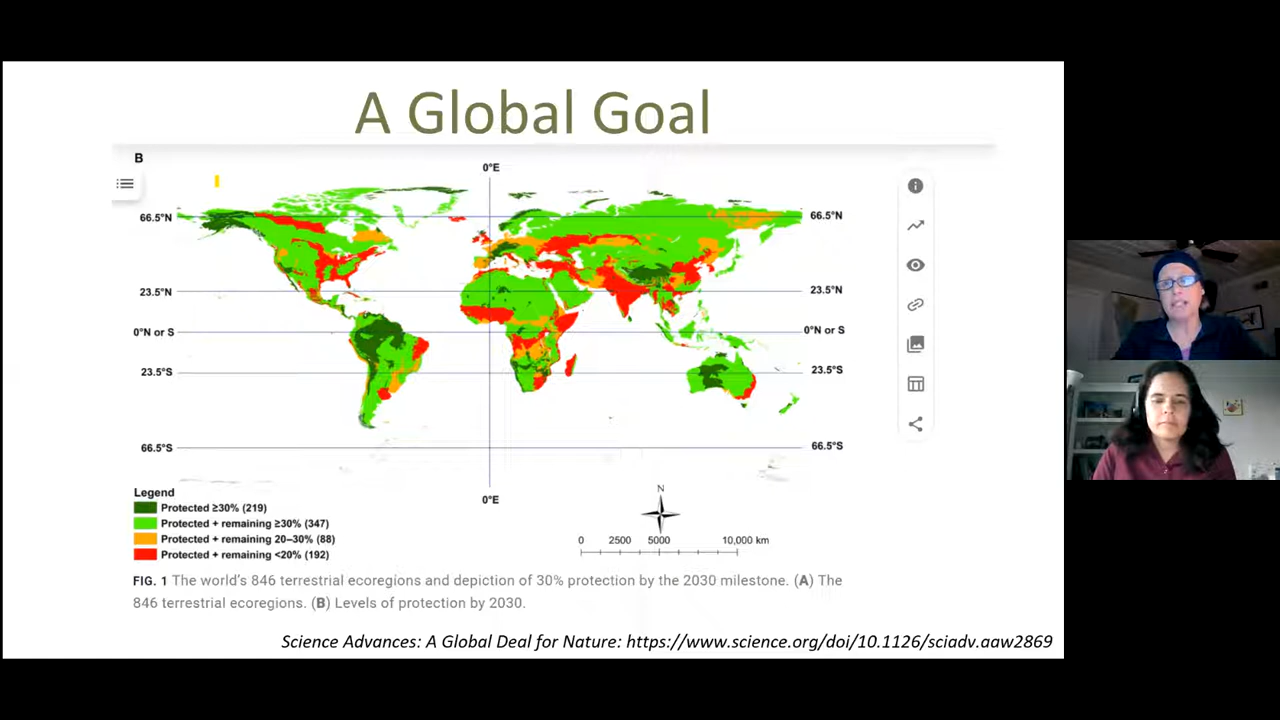 A Global Goal
B
0°E
66.5°N
66.5°N
23.5°N
23.5°N
0°N or S
0°N or S
23.5°S
23.5°S
66.5°S
66.5°S
0°E
N
Legend
Protected ≥30% (219)
Protected + remaining ≥30% (347)
Protected + remaining 20–30% (88)
Protected + remaining <20% (192)
0 2500 5000 10,000 km
FIG. 1 The world's 846 terrestrial ecoregions and depiction of 30% protection by the 2030 milestone. (A) The
846 terrestrial ecoregions. (B) Levels of protection by 2030.
Science Advances: A Global Deal for Nature: https://www.science.org/doi/10.1126/sciadv.aaw2869